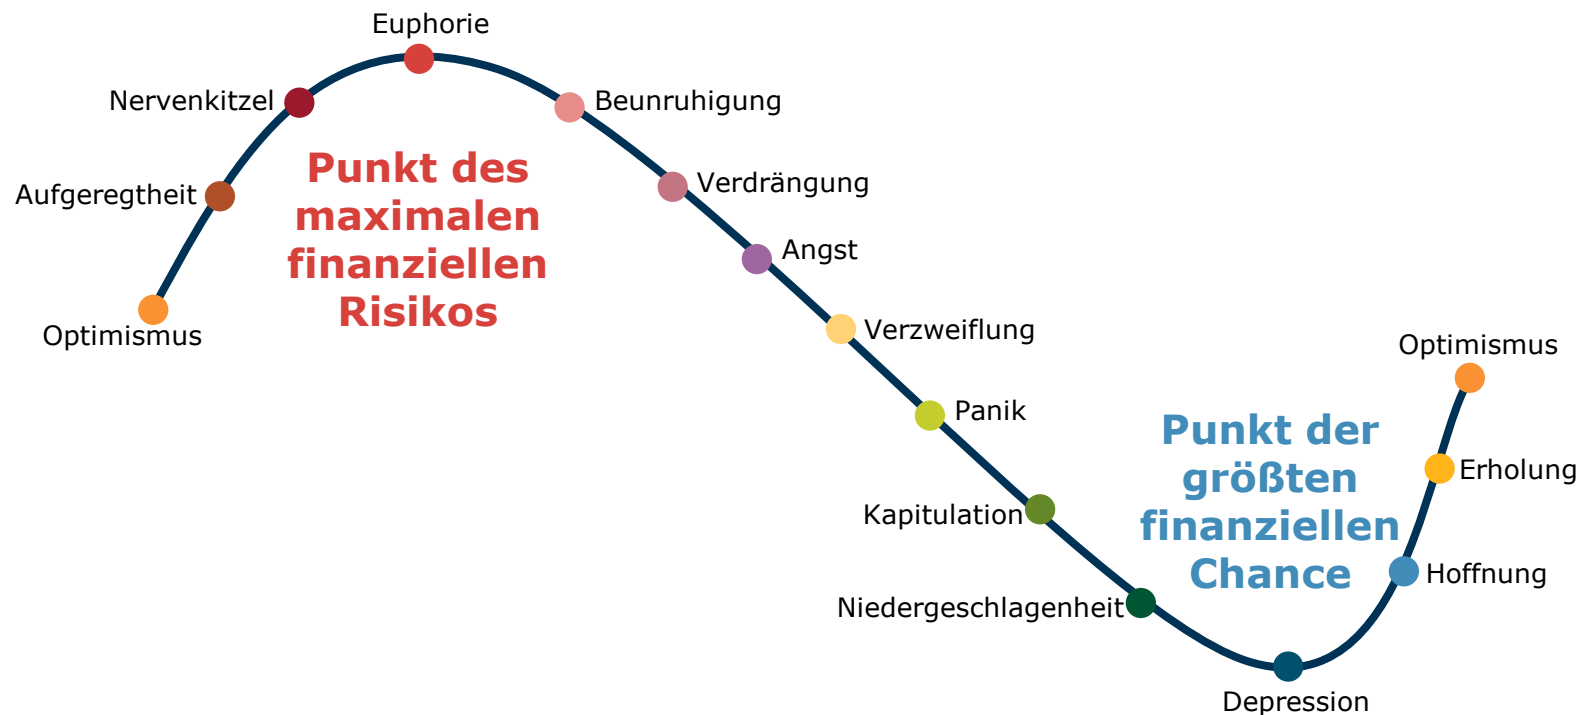 Euphorie
Nervenkitzel
Beunruhigung
Aufgeregtheit
Punkt des
maximalen
finanziellen
Risikos
Verdrängung
Angst
Optimismus
Verzweiflung
Panik
Kapitulation
Niedergeschlagenheit
Depression
Punkt der
größten
finanziellen
Chance
Hoffnung
Erholung
Optimismus